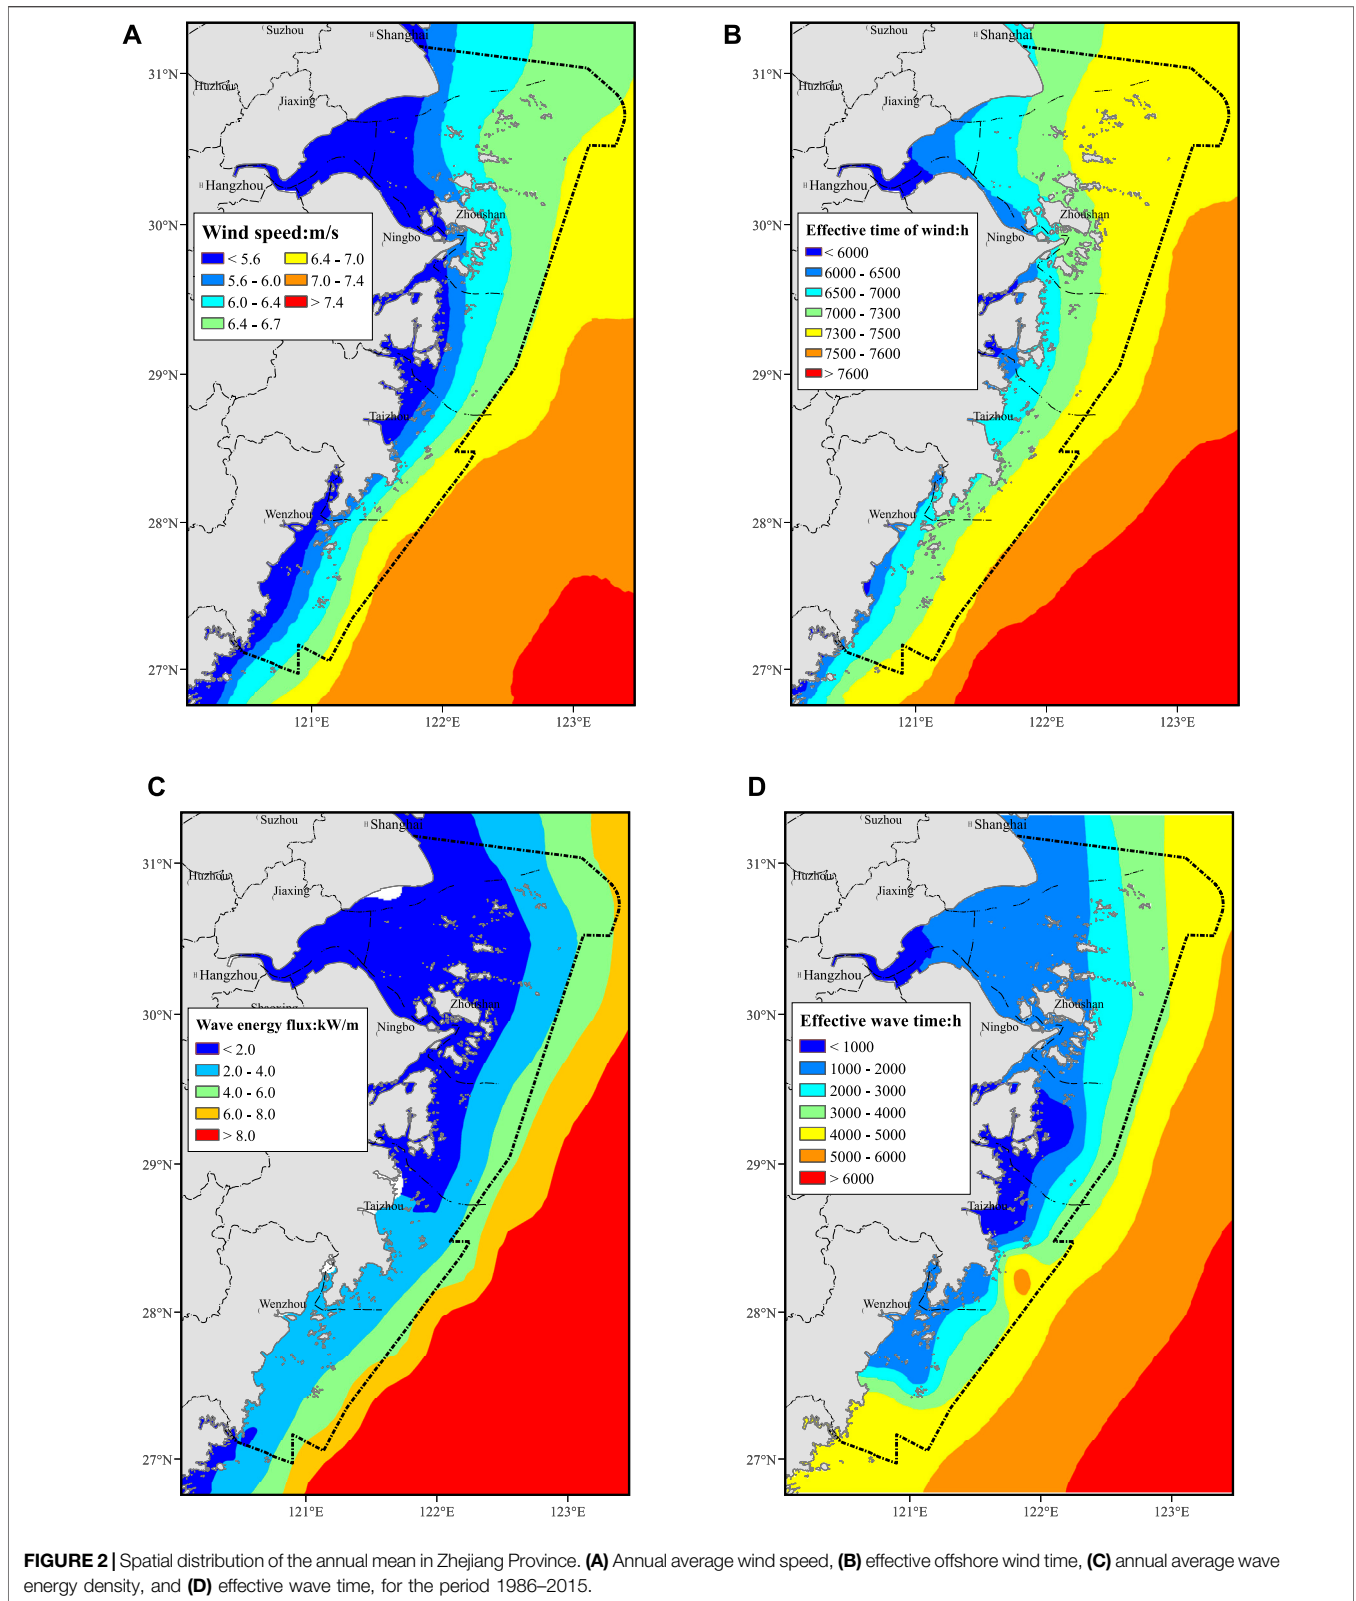 A
Suzhou
Shanghai
31°N
Huzhou
Jiaxing
Hangzhou
30°N
Zhoushan
Ningbo
Wind speed:m/s
< 5.6
5.6 - 6.0
6.0 - 6.4
6.4 - 6.7
6.4 - 7.0
7.0 - 7.4
> 7.4
29°N
Taizhou
28°N
Wenzhou
27°N
121°E
122°E
123°E
B
Suzhou
Shanghai
31°N
Huzhou
Jiaxing
Hangzhou
30°N
Zhoushan
Ningbo
Effective time of wind:h
< 6000
6000 - 6500
6500 - 7000
7000 - 7300
7300 - 7500
7500 - 7600
> 7600
29°N
Taizhou
28°N
Wenzhou
27°N
121°E
122°E
123°E
C
Suzhou
Shanghai
31°N
Huzhou
Jiaxing
Hangzhou
30°N
Zhoushan
Ningbo
Wave energy flux:kW/m
< 2.0
2.0 - 4.0
4.0 - 6.0
6.0 - 8.0
> 8.0
29°N
Taizhou
28°N
Wenzhou
27°N
121°E
122°E
123°E
D
Suzhou
Shanghai
31°N
Huzhou
Jiaxing
Hangzhou
30°N
Zhoushan
Ningbo
Effective wave time:h
< 1000
1000 - 2000
2000 - 3000
3000 - 4000
4000 - 5000
5000 - 6000
> 6000
29°N
Taizhou
28°N
Wenzhou
27°N
121°E
122°E
123°E
FIGURE 2 | Spatial distribution of the annual mean in Zhejiang Province. (A) Annual average wind speed, (B) effective offshore wind time, (C) annual average wave
energy density, and (D) effective wave time, for the period 1986–2015.